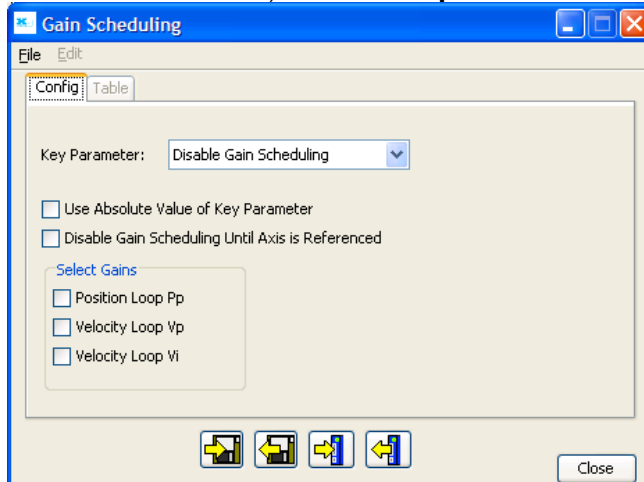 Gain Scheduling
File Edit
Config Table
Key Parameter: Disable Gain Scheduling
Use Absolute Value of Key Parameter
Disable Gain Scheduling Until Axis is Referenced
Select Gains
Position Loop Pp
Velocity Loop Vp
Velocity Loop Vi
Close